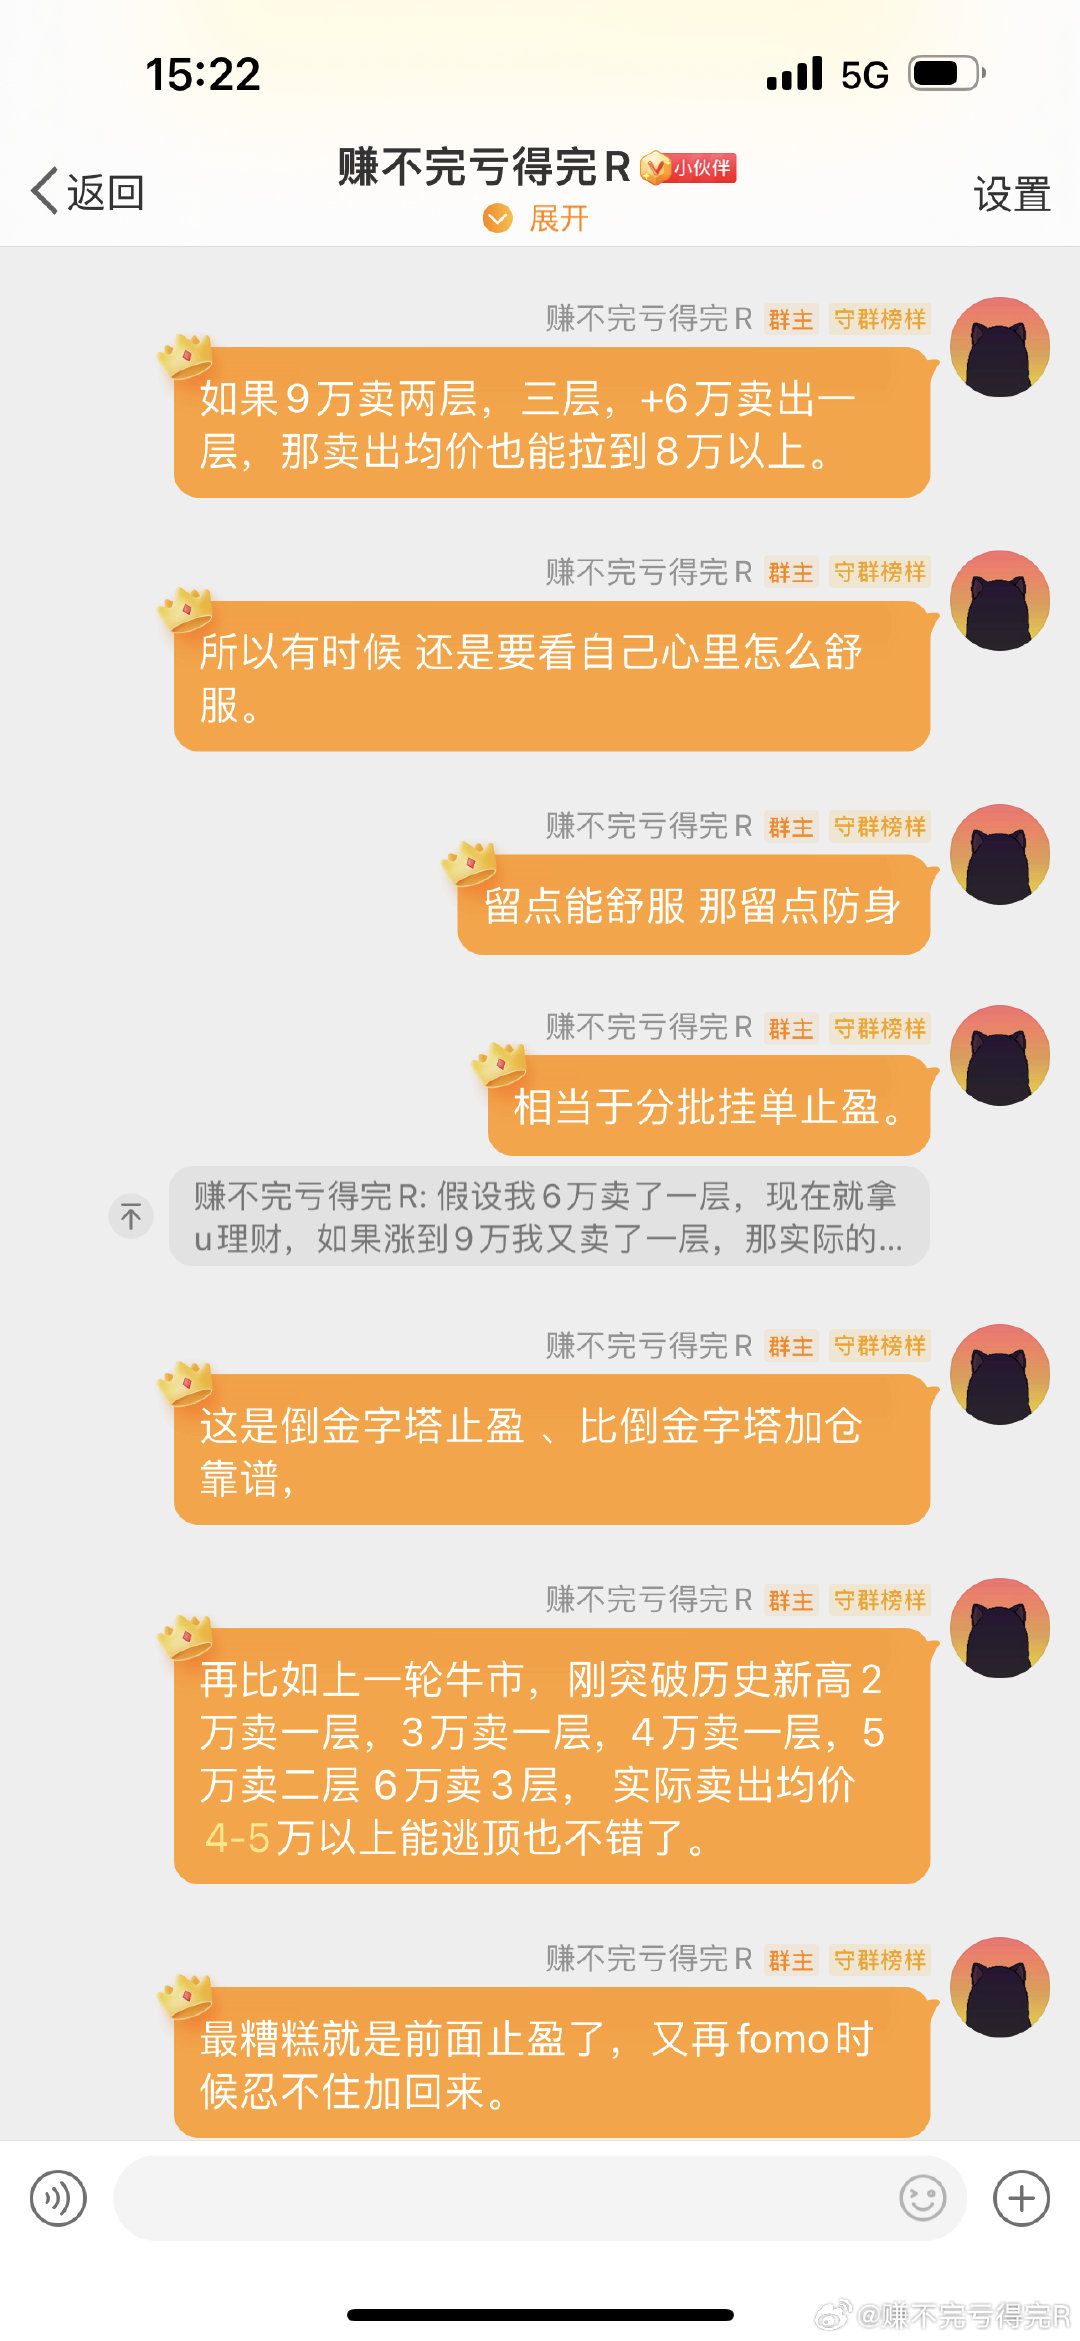 15:22
5G
返回
赚不完亏得完R
小伙伴
展开
设置
赚不完亏得完R 群主 守群榜样
如果9万卖两层，三层，+6万卖出一
层，那卖出均价也能拉到8万以上。
赚不完亏得完R 群主 守群榜样
所以有时候 还是要看自己心里怎么舒
服。
赚不完亏得完R 群主 守群榜样
留点能舒服 那留点防身
赚不完亏得完R 群主 守群榜样
相当于分批挂单止盈。
赚不完亏得完R: 假设我6万卖了一层，现在就拿
u理财，如果涨到9万我又卖了一层，那实际的...
赚不完亏得完R 群主 守群榜样
这是倒金字塔止盈 、比倒金字塔加仓
靠谱，
赚不完亏得完R 群主 守群榜样
再比如上一轮牛市，刚突破历史新高2
万卖一层，3万卖一层，4万卖一层，5
万卖二层 6万卖3层， 实际卖出均价
4-5万以上能逃顶也不错了。
赚不完亏得完R 群主 守群榜样
最糟糕就是前面止盈了，又再fomo时
候忍不住加回来。
@赚不完亏得完R